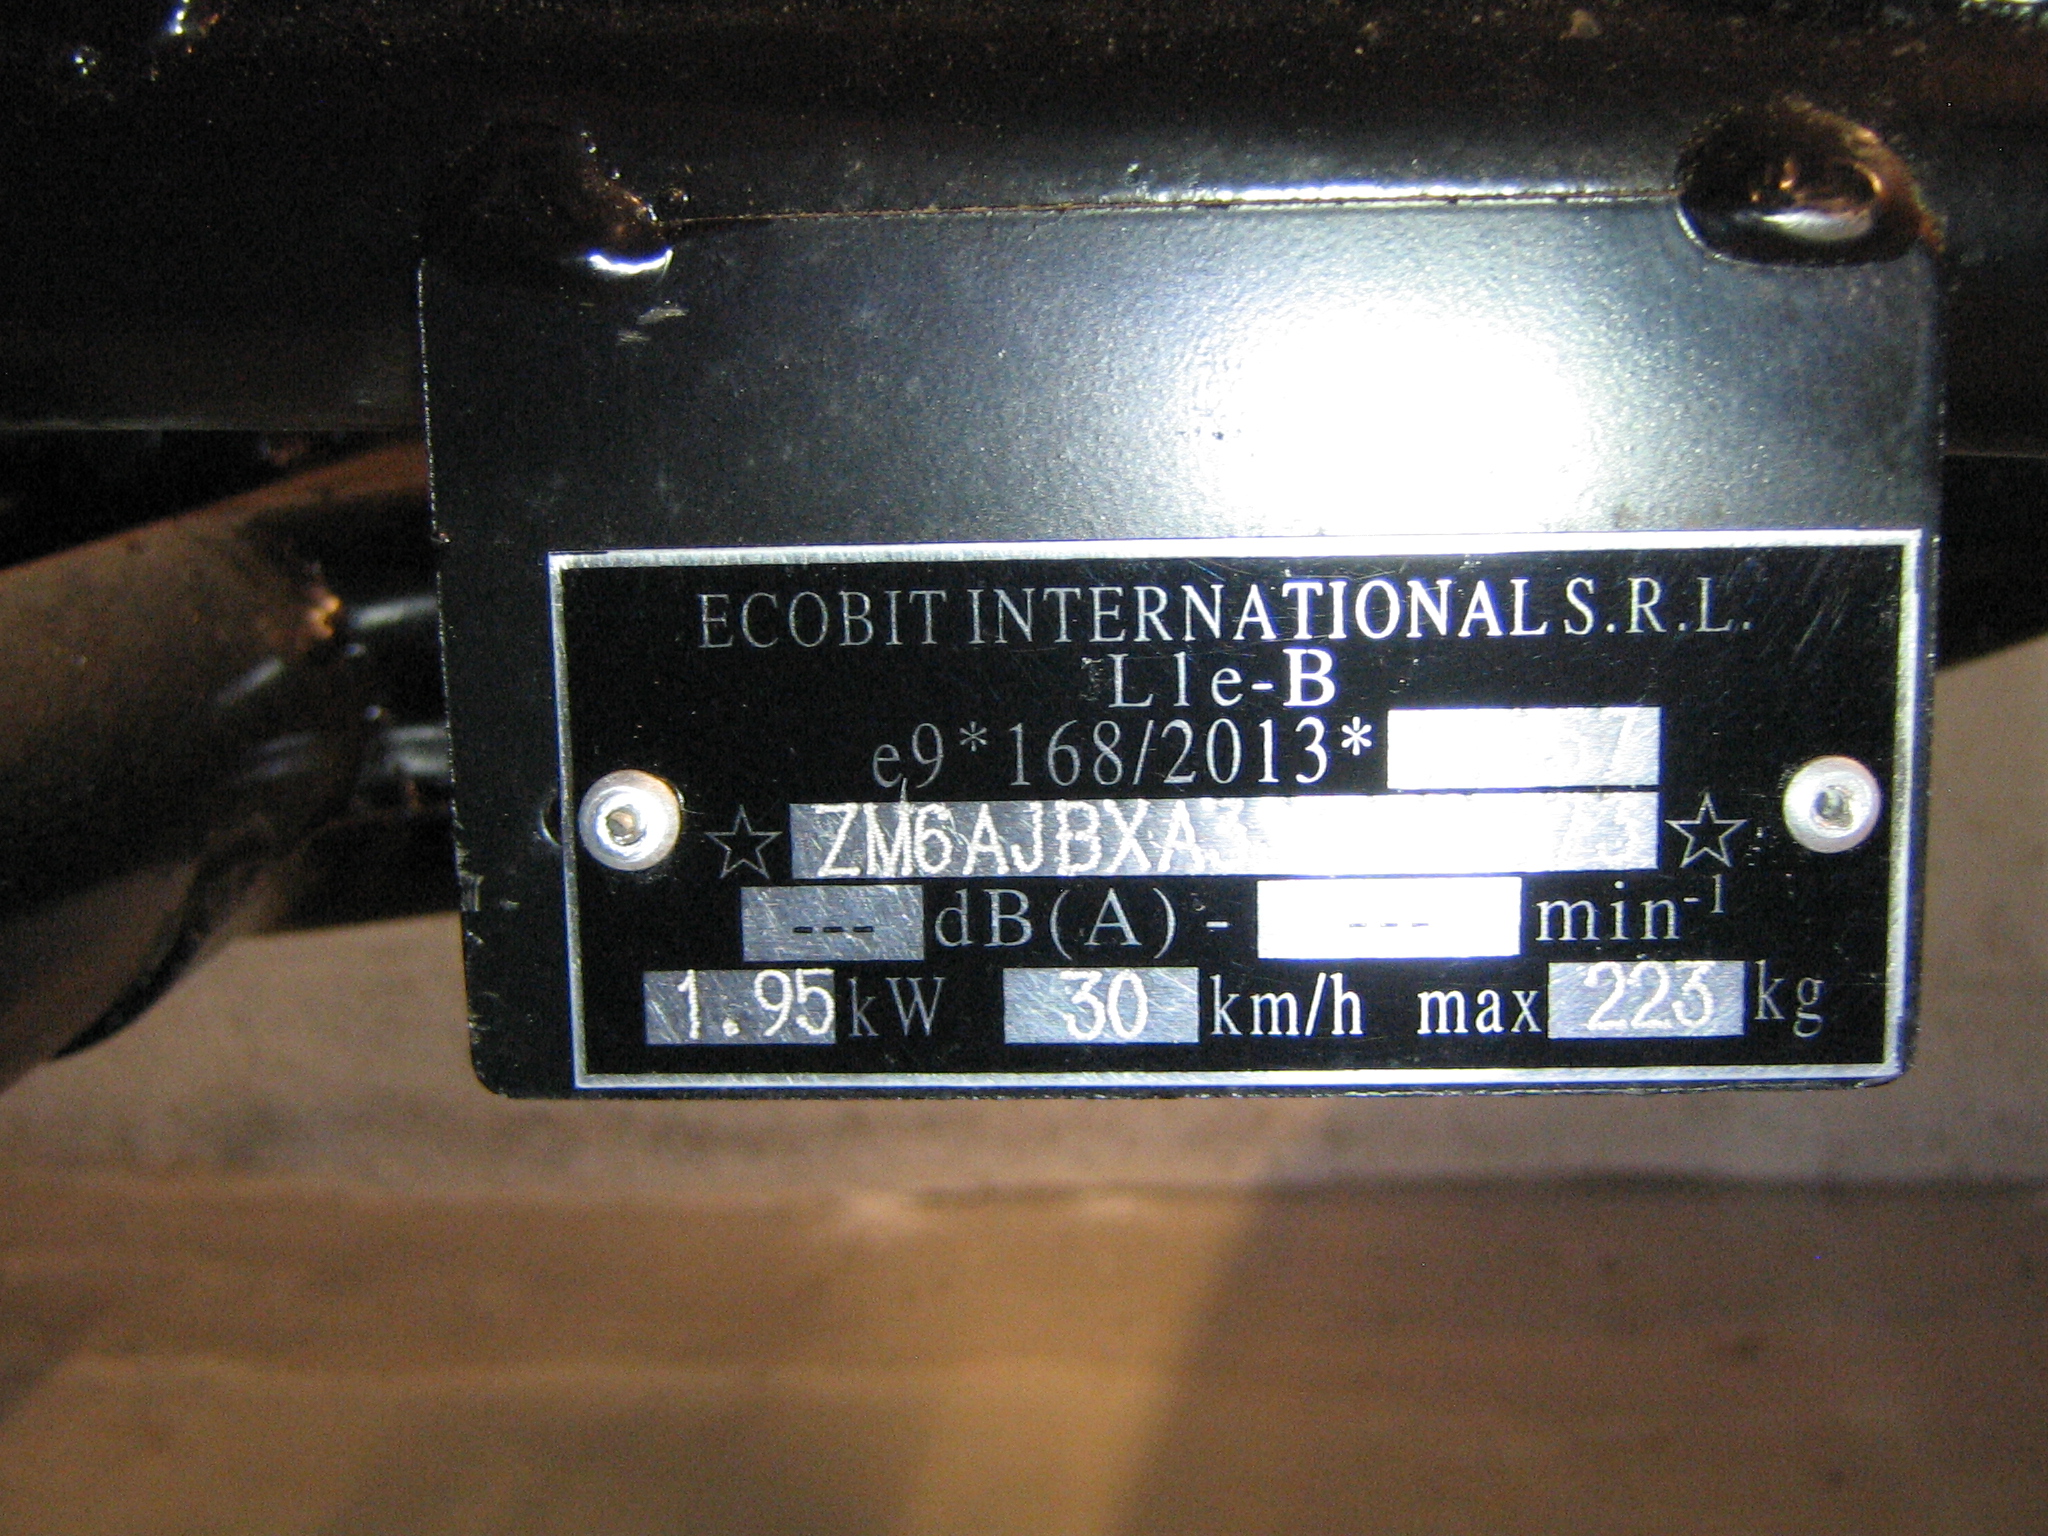 ECOBIT INTERNATIONAL S.R.L.
L1e-B
e9*168/2013*
☆ ZM6AJBXA3 ☆
--- dB(A) - --- min-1
1.95 kW 30 km/h max 223 kg